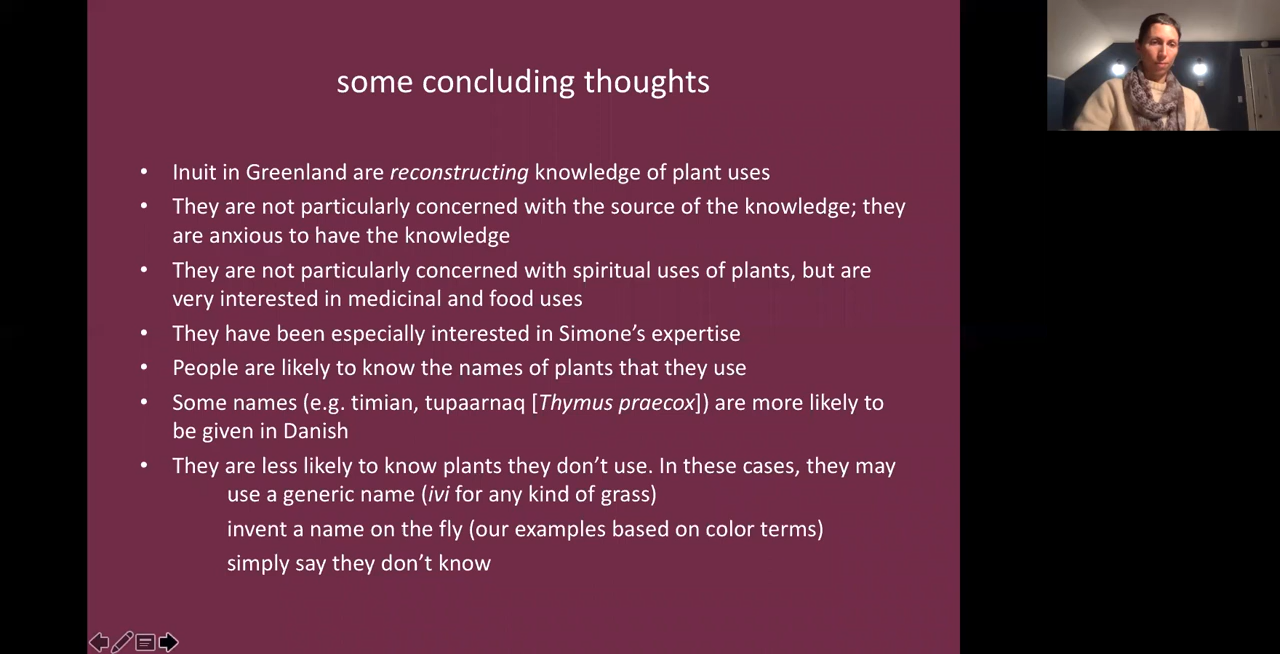 some concluding thoughts
• Inuit in Greenland are reconstructing knowledge of plant uses
• They are not particularly concerned with the source of the knowledge; they
are anxious to have the knowledge
• They are not particularly concerned with spiritual uses of plants, but are
very interested in medicinal and food uses
• They have been especially interested in Simone’s expertise
• People are likely to know the names of plants that they use
• Some names (e.g. timian, tupaarnaq [Thymus praecox]) are more likely to
be given in Danish
• They are less likely to know plants they don’t use. In these cases, they may
use a generic name (ivi for any kind of grass)
invent a name on the fly (our examples based on color terms)
simply say they don’t know